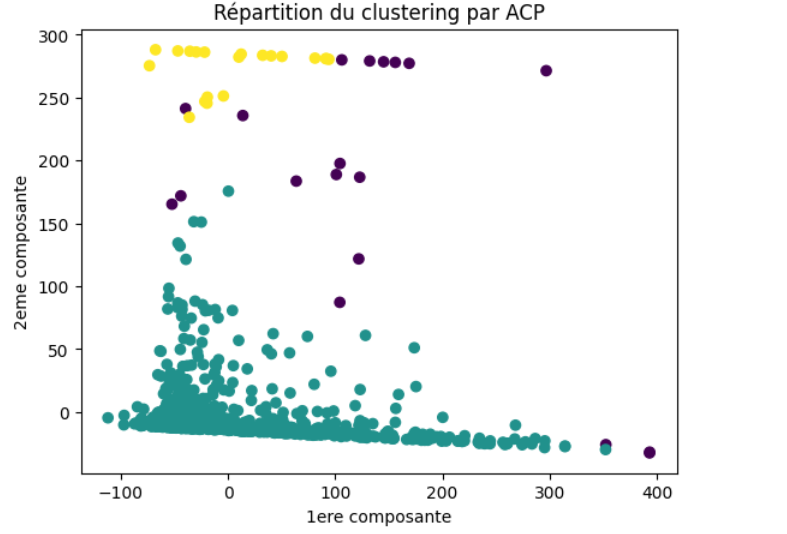 Répartition du clustering par ACP
300
250
200
150
100
50
0
2eme composante
−100 0 100 200 300 400
1ere composante